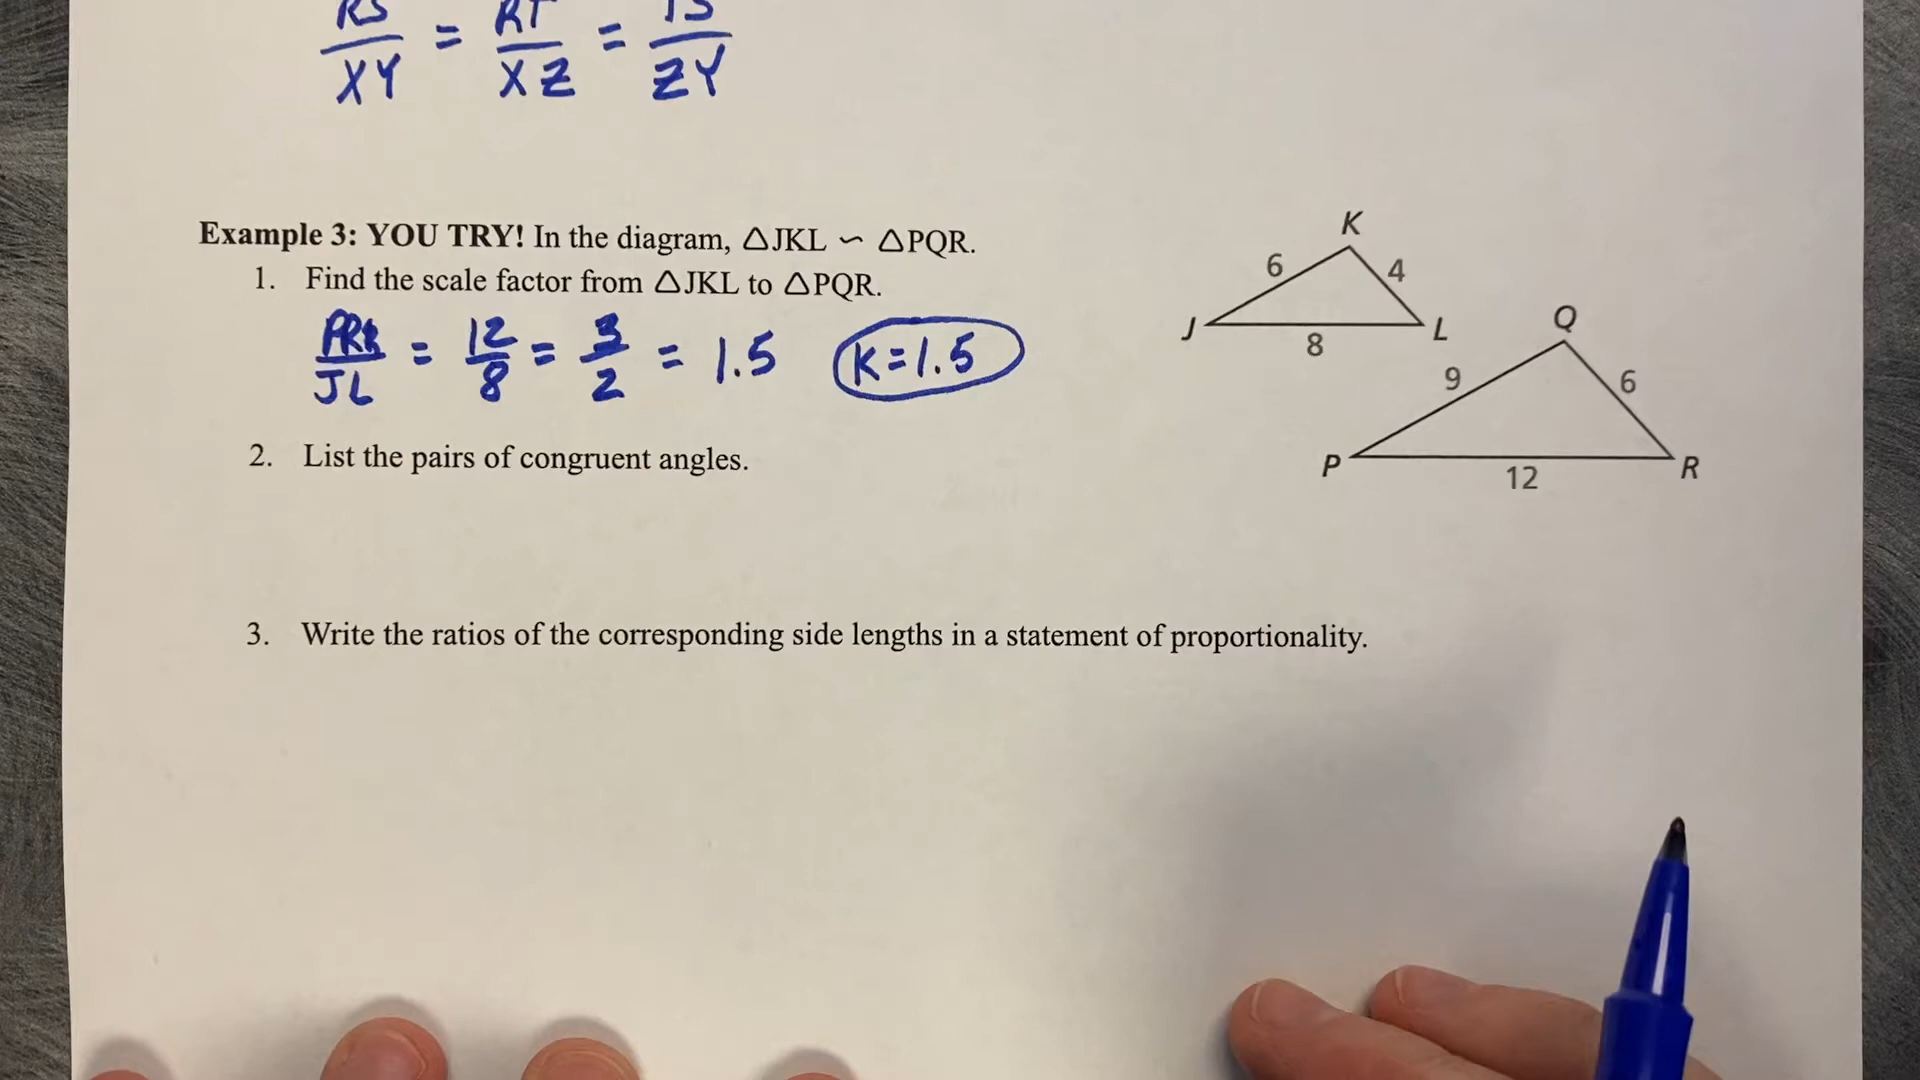 RS = RT = TS
XY XZ ZY
Example 3: YOU TRY! In the diagram, △JKL ∽ △PQR.
1. Find the scale factor from △JKL to △PQR.
PR = 12 = 3 = 1.5 K=1.5
JL 8 2
2. List the pairs of congruent angles.
3. Write the ratios of the corresponding side lengths in a statement of proportionality.
K
6 4
J L
8
Q
9 6
P R
12